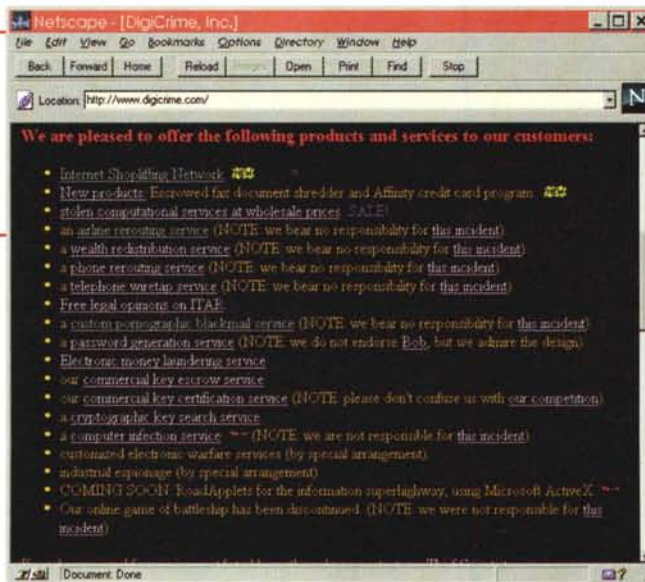 Netscape - [DigiCrime, Inc.]
File Edit View Go Bookmarks Options Directory Window Help
Back Forward Home Reload Images Open Print Find Stop
Location: http://www.digicrime.com/
N
We are pleased to offer the following products and services to our customers:
Internet Shoplifting Network
New products: Escrowed fax document shredder and Affinity credit card program.
stolen computational services at wholesale prices SALE!
an airline rerouting service (NOTE: we bear no responsibility for this incident)
a wealth redistribution service (NOTE: we bear no responsibility for this incident)
a phone rerouting service (NOTE: we bear no responsibility for this incident)
a telephone wiretap service (NOTE: we bear no responsibility for this incident)
Free legal opinions on ITAR.
a custom pornographic blackmail service (NOTE: we bear no responsibility for this incident)
a password generation service (NOTE: we do not endorse Bob, but we admire the design)
Electronic money laundering service
our commercial key escrow service
our commercial key certification service (NOTE: please don't confuse us with our competition)
a cryptographic key search service
a computer infection service (NOTE: we are not responsible for this incident)
customized electronic warfare services (by special arrangement)
industrial espionage (by special arrangement)
COMING SOON: RoadApplets for the information superhighway, using Microsoft ActiveX
Our online game of battleship has been discontinued. (NOTE: we were not responsible for this
incident)
Document: Done